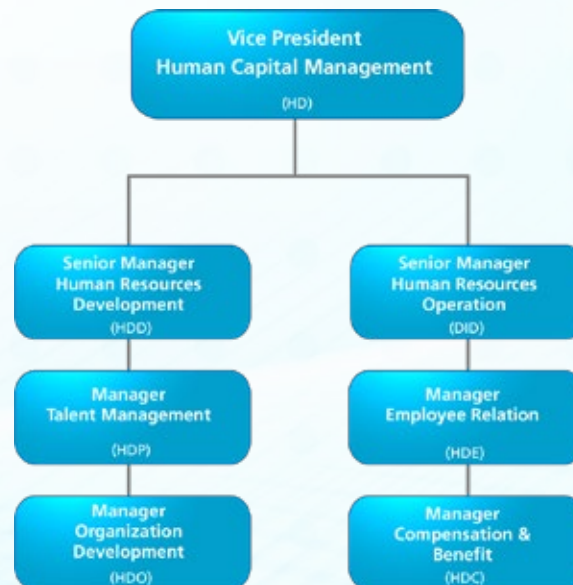 Vice President
Human Capital Management
(HD)
Senior Manager
Human Resources
Development
(HDD)
Senior Manager
Human Resources
Operation
(DID)
Manager
Talent Management
(HDP)
Manager
Employee Relation
(HDE)
Manager
Organization
Development
(HDO)
Manager
Compensation &
Benefit
(HDC)